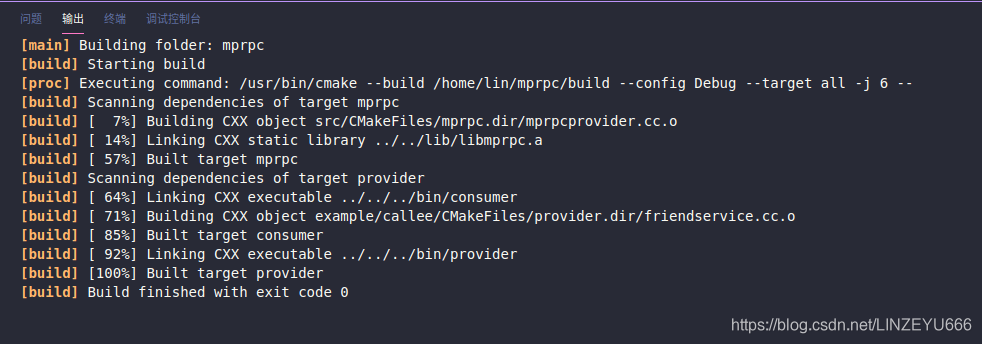 问题 输出 终端 调试控制台
[main] Building folder: mprpc
[build] Starting build
[proc] Executing command: /usr/bin/cmake --build /home/lin/mprpc/build --config Debug --target all -j 6 --
[build] Scanning dependencies of target mprpc
[build] [  7%] Building CXX object src/CMakeFiles/mprpc.dir/mprpcprovider.cc.o
[build] [ 14%] Linking CXX static library ../../lib/libmprpc.a
[build] [ 57%] Built target mprpc
[build] Scanning dependencies of target provider
[build] [ 64%] Linking CXX executable ../../../bin/consumer
[build] [ 71%] Building CXX object example/callee/CMakeFiles/provider.dir/friendservice.cc.o
[build] [ 85%] Built target consumer
[build] [ 92%] Linking CXX executable ../../../bin/provider
[build] [100%] Built target provider
[build] Build finished with exit code 0
https://blog.csdn.net/LINZEYU666